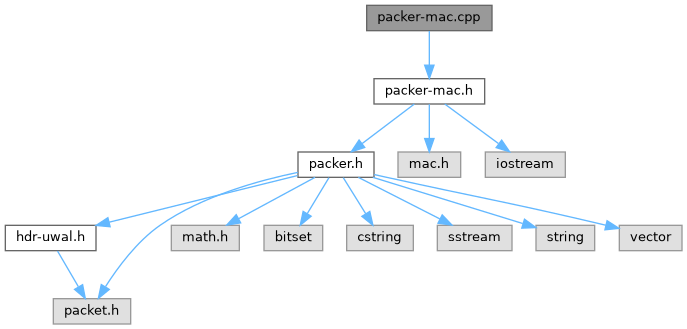 packer-mac.cpp
packer-mac.h
packer.h
mac.h
iostream
hdr-uwal.h
math.h
bitset
cstring
sstream
string
vector
packet.h